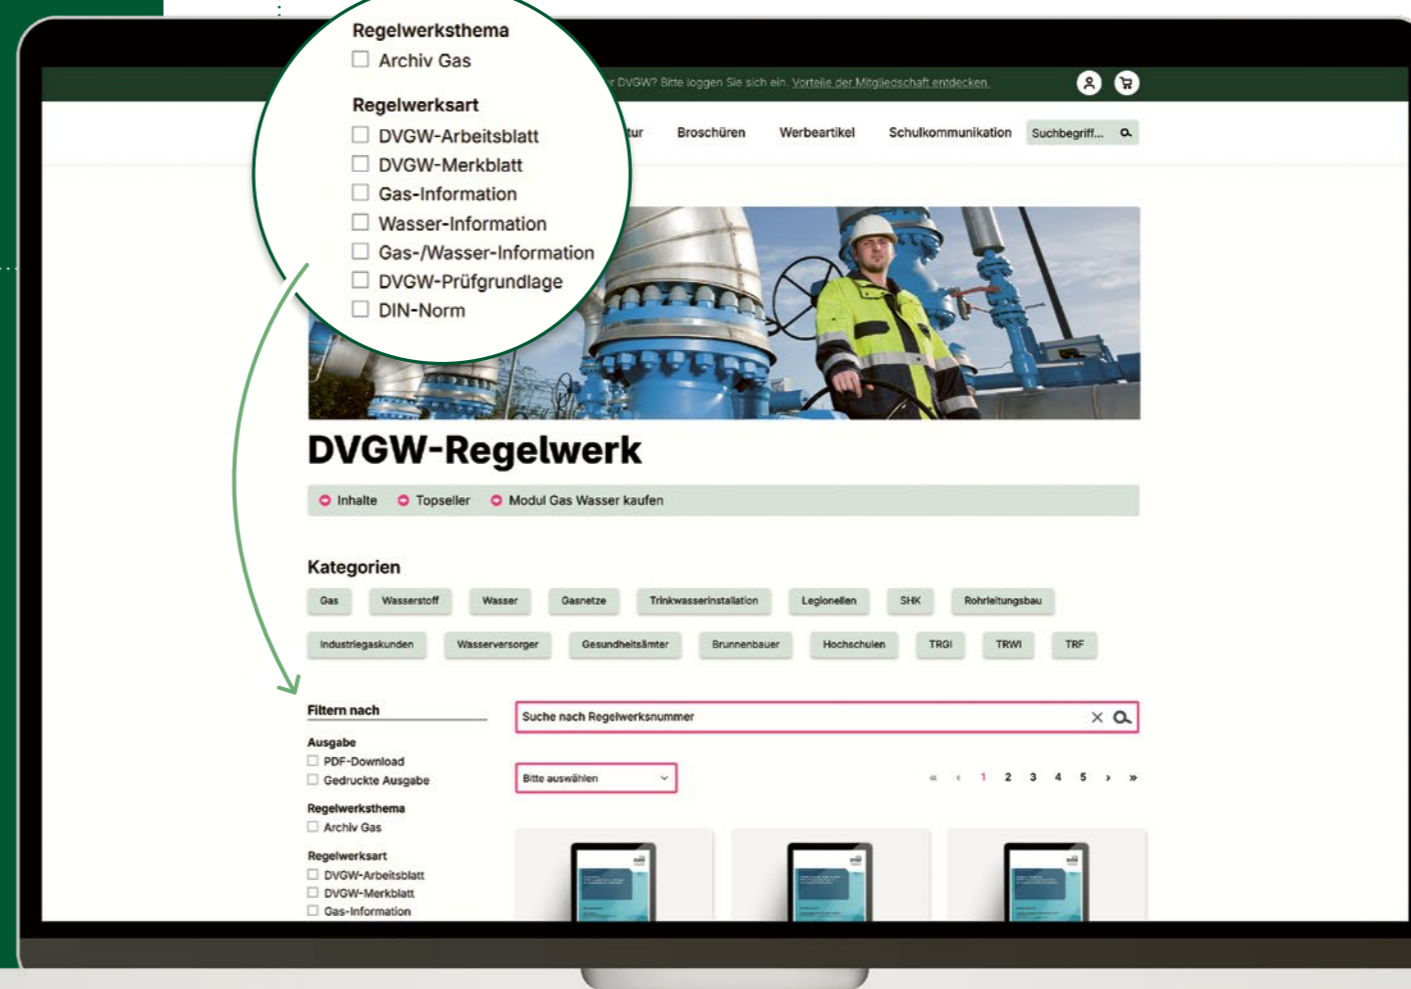 Regelwerksthema
Archiv Gas
Regelwerksart
DVGW-Arbeitsblatt
DVGW-Merkblatt
Gas-Information
Wasser-Information
Gas-/Wasser-Information
DVGW-Prüfgrundlage
DIN-Norm
DVGW? Bitte loggen Sie sich ein. Vorteile der Mitgliedschaft entdecken.
Broschüren Werbeartikel Schulkommunikation Suchbegriff...
DVGW-Regelwerk
Inhalte Topseller Modul Gas Wasser kaufen
Kategorien
Gas Wasserstoff Wasser Gasnetze Trinkwasserinstallation Legionellen SHK Rohrleitungsbau
Industriegaskunden Wasserversorger Gesundheitsämter Brunnenbauer Hochschulen TRGI TRWI TRF
Filtern nach
Suche nach Regelwerksnummer
Ausgabe
PDF-Download
Gedruckte Ausgabe
Bitte auswählen
« ‹ 1 2 3 4 5 › »
Regelwerksthema
Archiv Gas
Regelwerksart
DVGW-Arbeitsblatt
DVGW-Merkblatt
Gas-Information